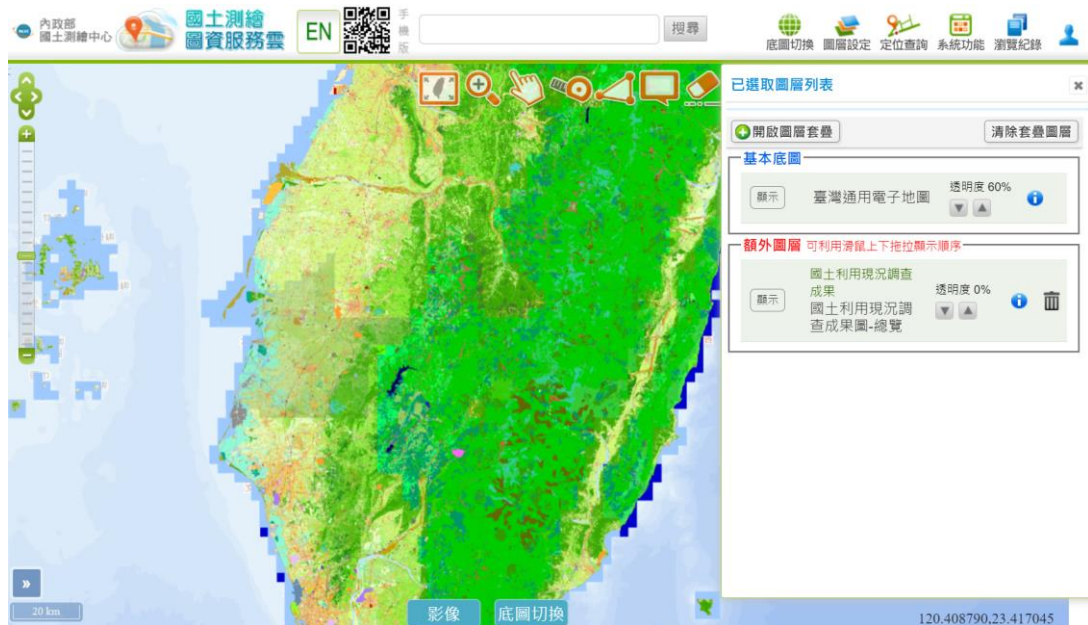 內政部
國土測繪中心
國土測繪
圖資服務雲
EN
手機版
搜尋
底圖切換
圖層設定
定位查詢
系統功能
瀏覽紀錄
已選取圖層列表
開啟圖層套疊
清除套疊圖層
基本底圖
顯示
臺灣通用電子地圖
透明度 60%
額外圖層 可利用滑鼠上下拖拉顯示順序
顯示
國土利用現況調查
成果
國土利用現況調
查成果圖-總覽
透明度 0%
20 km
影像
底圖切換
120.408790,23.417045